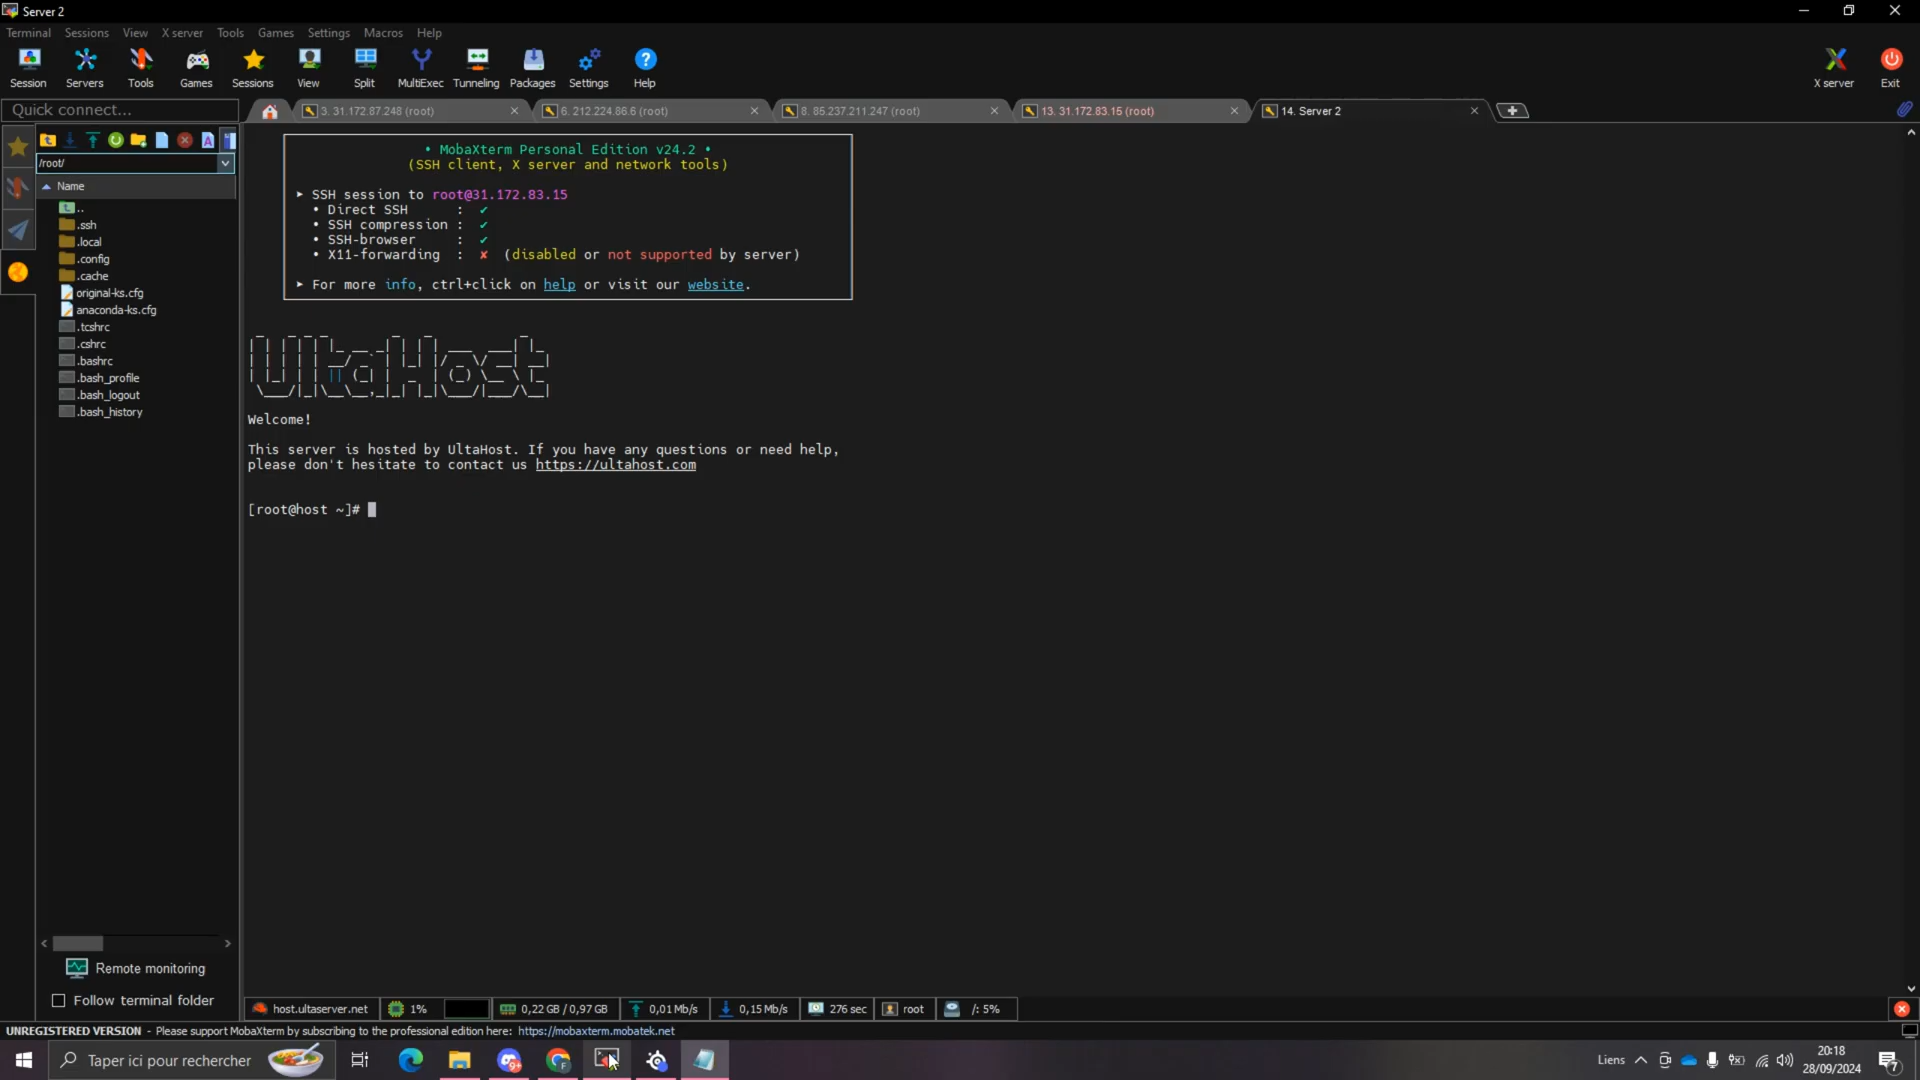 Server 2
Terminal Sessions View X server Tools Games Settings Macros Help
Session Servers Tools Games Sessions View Split MultiExec Tunneling Packages Settings Help X server Exit
Quick connect...
3. 31.172.87.248 (root)
6. 212.224.86.6 (root)
8. 85.237.211.247 (root)
13. 31.172.83.15 (root)
14. Server 2
/root/
Name
..
.ssh
.local
.config
.cache
original-ks.cfg
anaconda-ks.cfg
.tcshrc
.cshrc
.bashrc
.bash_profile
.bash_logout
.bash_history
Remote monitoring
Follow terminal folder
• MobaXterm Personal Edition v24.2 •
(SSH client, X server and network tools)
➤ SSH session to root@31.172.83.15
• Direct SSH : ✔
• SSH compression : ✔
• SSH-browser : ✔
• X11-forwarding : ✘ (disabled or not supported by server)
➤ For more info, ctrl+click on help or visit our website.
UltaHost
Welcome!
This server is hosted by UltaHost. If you have any questions or need help,
please don't hesitate to contact us https://ultahost.com
[root@host ~]#
host.ultaserver.net 1% 0,22 GB / 0,97 GB 0,01 Mb/s 0,15 Mb/s 276 sec root /: 5%
UNREGISTERED VERSION - Please support MobaXterm by subscribing to the professional edition here: https://mobaxterm.mobatek.net
Taper ici pour rechercher
9+
F
Liens
20:18
28/09/2024
7